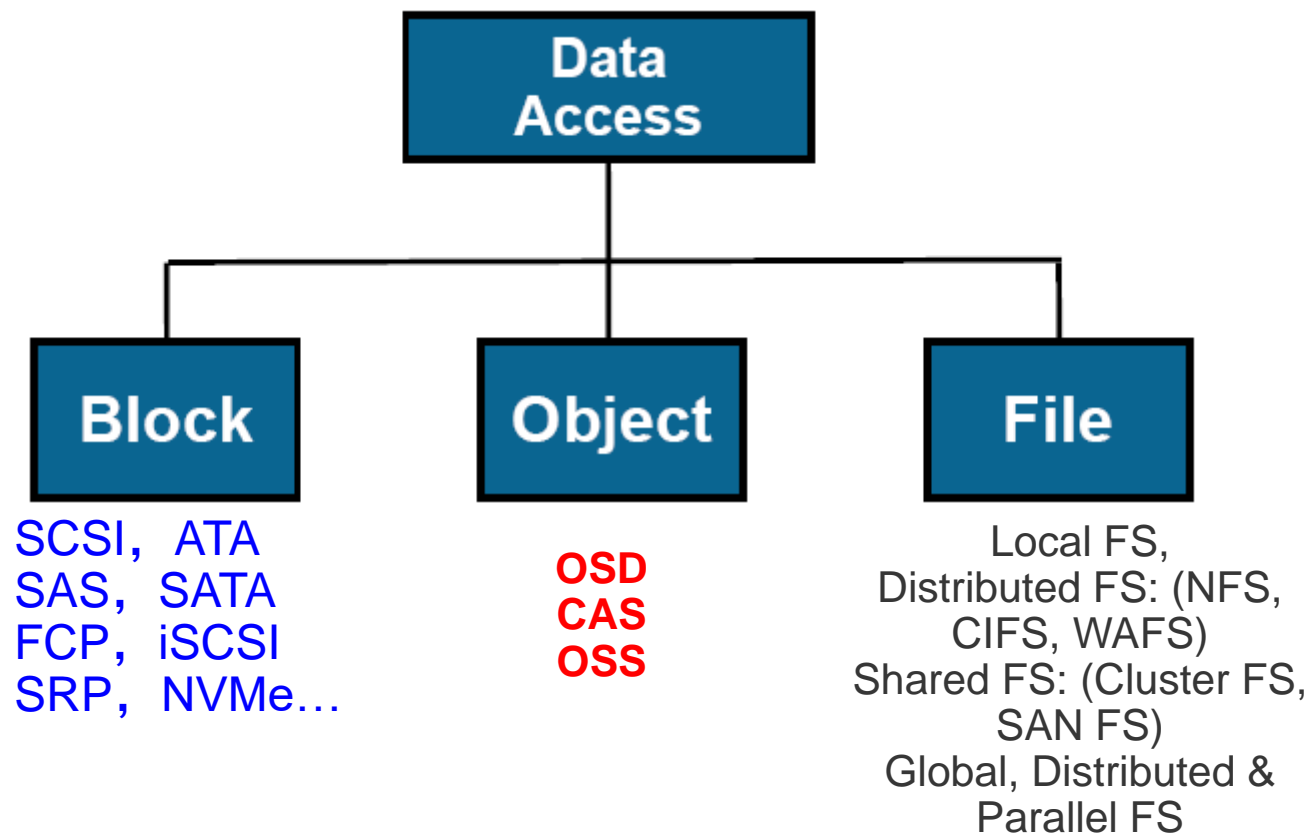 Data
Access
Block
Object
File
SCSI, ATA
SAS, SATA
FCP, iSCSI
SRP, NVMe…
OSD
CAS
OSS
Local FS,
Distributed FS: (NFS,
CIFS, WAFS)
Shared FS: (Cluster FS,
SAN FS)
Global, Distributed &
Parallel FS